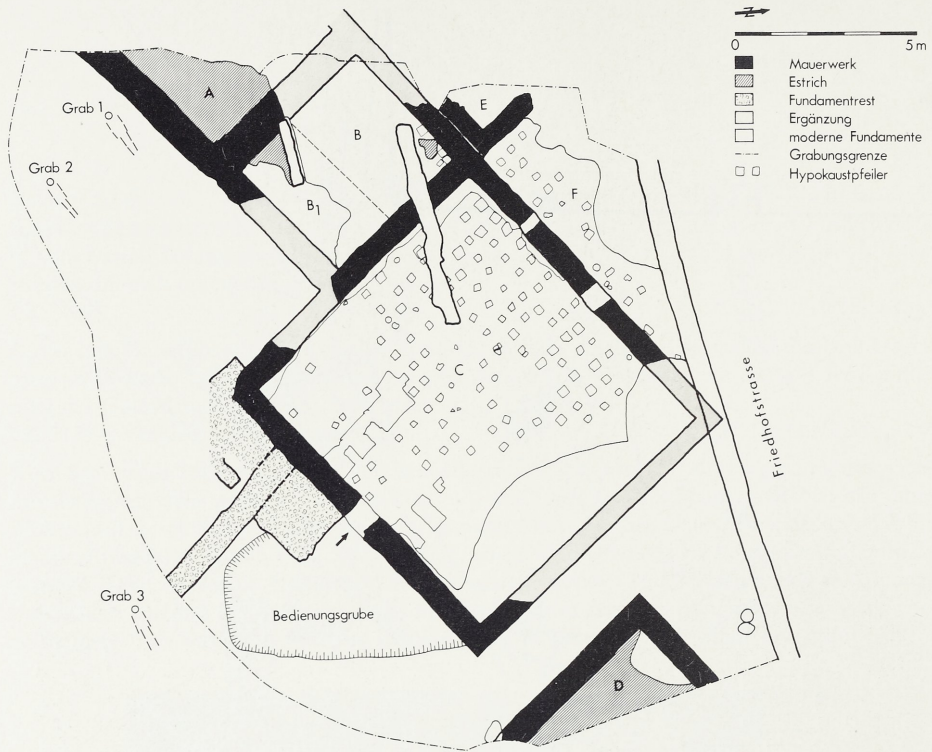 N
0 5 m
Mauerwerk
Estrich
Fundamentrest
Ergänzung
moderne Fundamente
Grabungsgrenze
Hypokaustpfeiler
Grab 1
Grab 2
Grab 3
A
B
B1
C
D
E
F
Friedhofstrasse
Bedienungsgrube